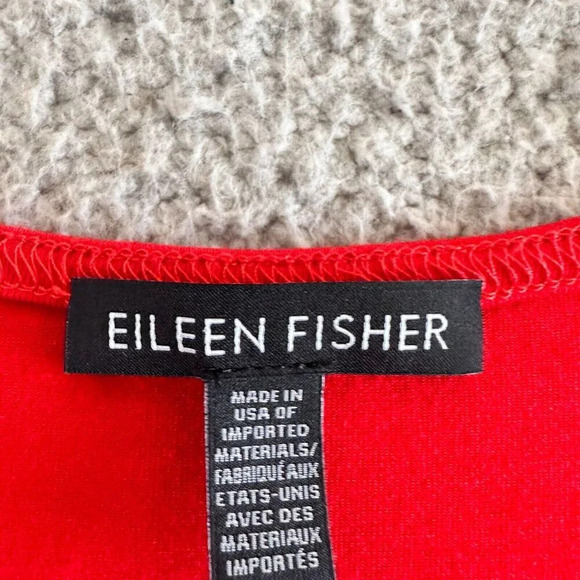 EILEEN FISHER
MADE IN
USA OF
IMPORTED
MATERIALS/
FABRIQUÉ AUX
ETATS-UNIS
AVEC DES
MATERIAUX
IMPORTÉS